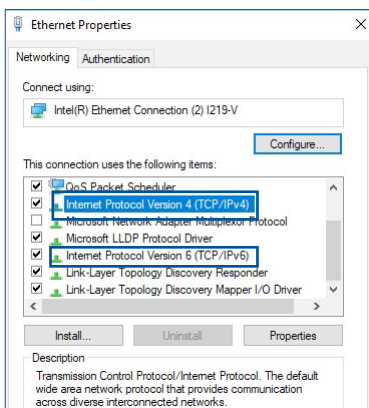 Ethernet Properties
Networking Authentication
Connect using:
Intel(R) Ethernet Connection (2) I219-V
Configure...
This connection uses the following items:
QoS Packet Scheduler
Internet Protocol Version 4 (TCP/IPv4)
Microsoft Network Adapter Multiplexor Protocol
Microsoft LLDP Protocol Driver
Internet Protocol Version 6 (TCP/IPv6)
Link-Layer Topology Discovery Responder
Link-Layer Topology Discovery Mapper I/O Driver
Install... Uninstall Properties
Description
Transmission Control Protocol/Internet Protocol. The default
wide area network protocol that provides communication
across diverse interconnected networks.